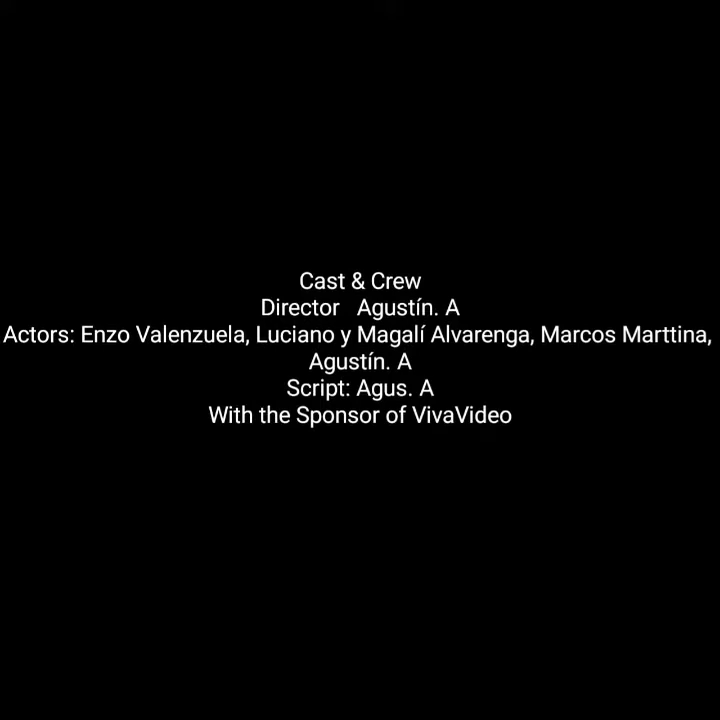 Cast & Crew
Director   Agustín. A
Actors: Enzo Valenzuela, Luciano y Magalí Alvarenga, Marcos Marttina,
Agustín. A
Script: Agus. A
With the Sponsor of VivaVideo